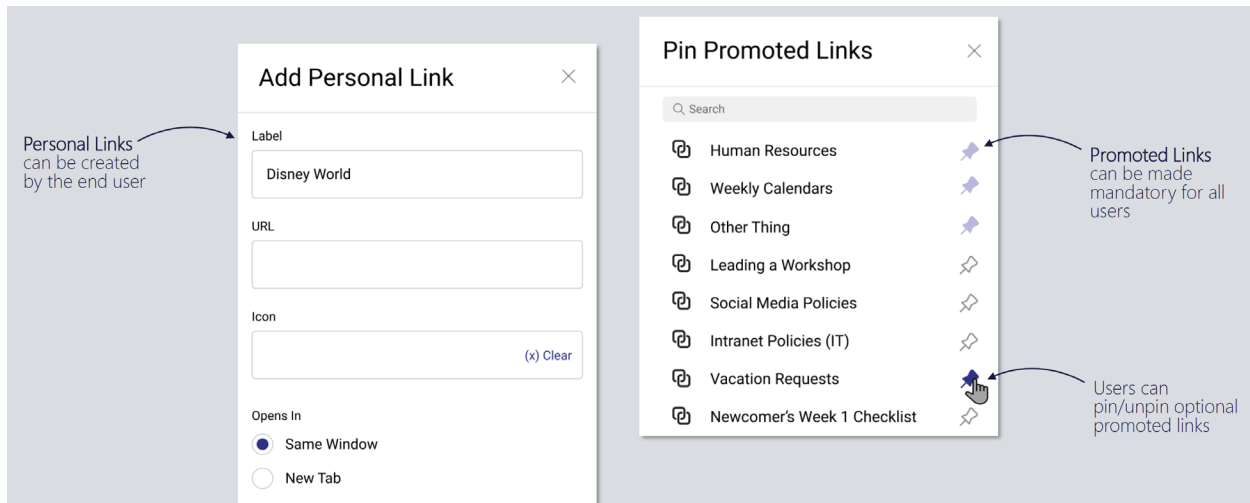 Personal Links
can be created
by the end user
Add Personal Link
Label
Disney World
URL
Icon
(x) Clear
Opens In
Same Window
New Tab
Pin Promoted Links
Search
Human Resources
Weekly Calendars
Other Thing
Leading a Workshop
Social Media Policies
Intranet Policies (IT)
Vacation Requests
Newcomer's Week 1 Checklist
Promoted Links
can be made
mandatory for all
users
Users can
pin/unpin optional
promoted links